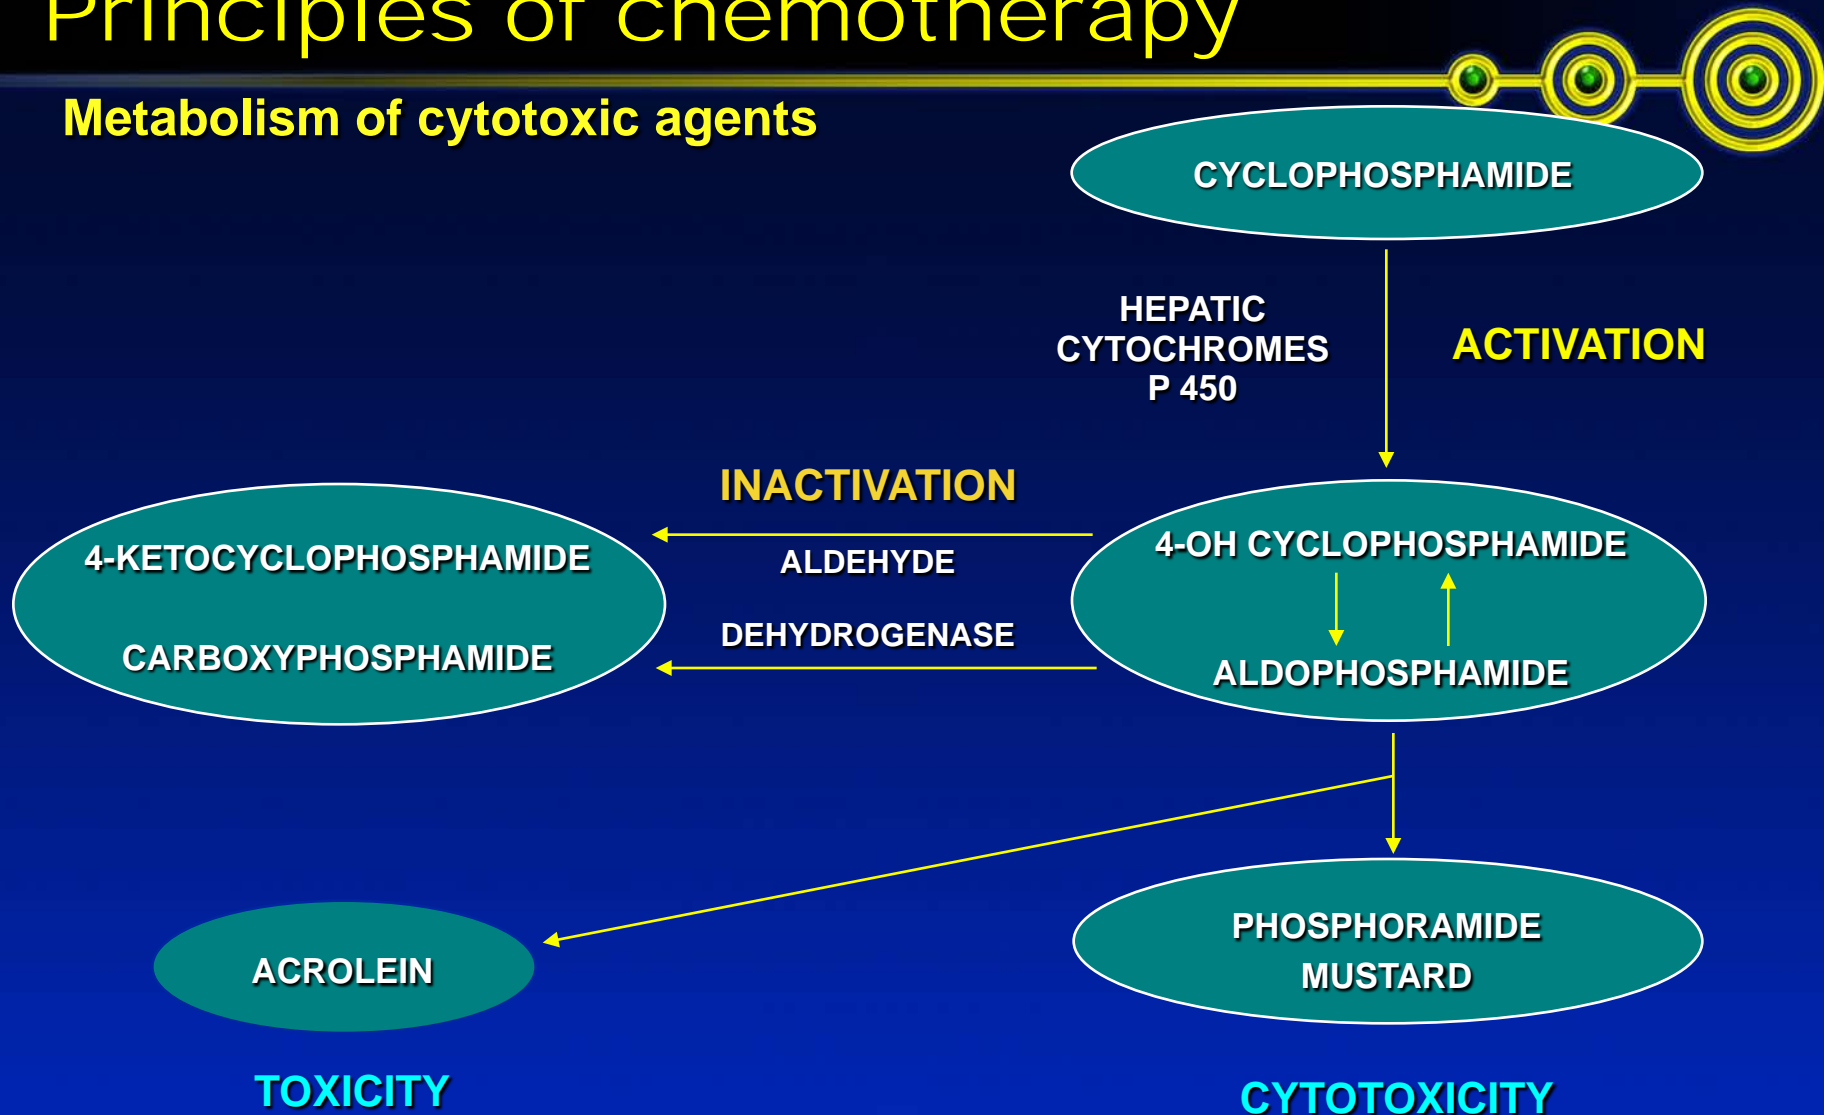 Principles of chemotherapy
Metabolism of cytotoxic agents
CYCLOPHOSPHAMIDE
HEPATIC
CYTOCHROMES
P 450
ACTIVATION
INACTIVATION
4-KETOCYCLOPHOSPHAMIDE
CARBOXYPHOSPHAMIDE
ALDEHYDE
DEHYDROGENASE
4-OH CYCLOPHOSPHAMIDE
ALDOPHOSPHAMIDE
ACROLEIN
PHOSPHORAMIDE
MUSTARD
TOXICITY
CYTOTOXICITY